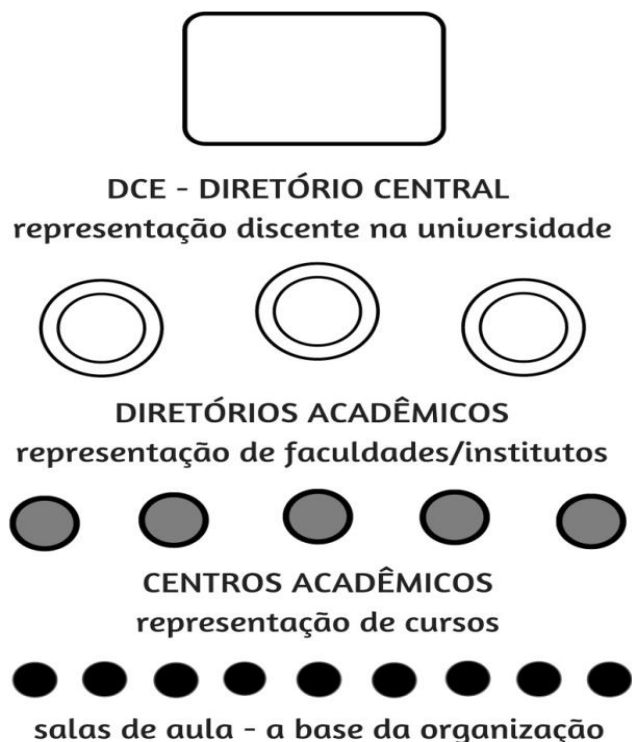 DCE - DIRETÓRIO CENTRAL
representação discente na universidade
DIRETÓRIOS ACADÊMICOS
representação de faculdades/institutos
CENTROS ACADÊMICOS
representação de cursos
salas de aula - a base da organização